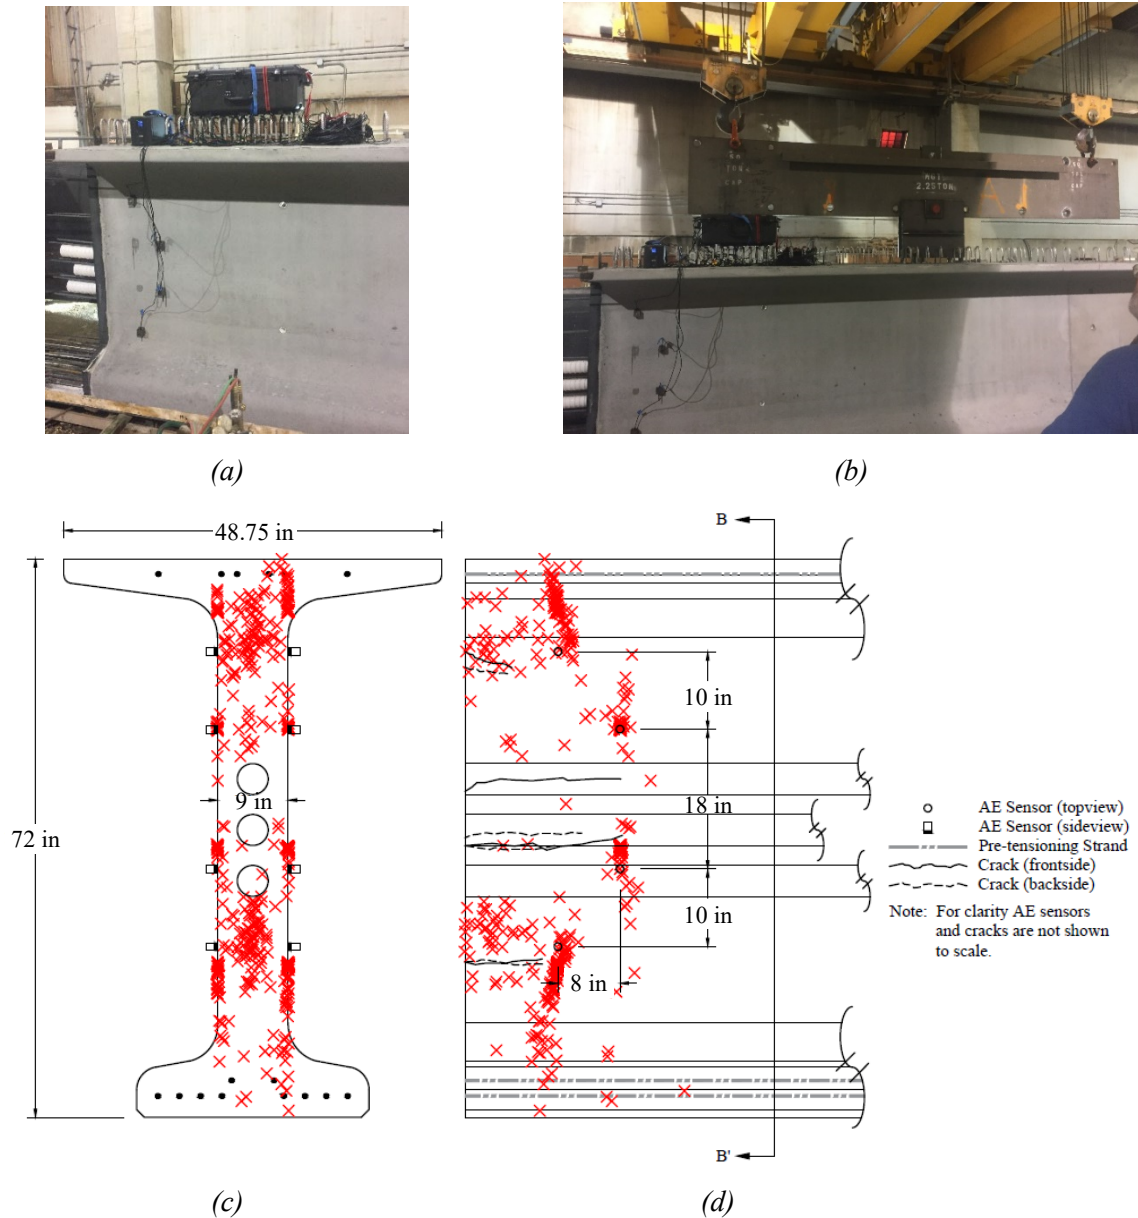 2.2STON
A
(a)
(b)
48.75 in
72 in
9 in
(c)
B
10 in
18 in
10 in
8 in
B'
(d)
AE Sensor (topview)
AE Sensor (sideview)
Pre-tensioning Strand
Crack (frontside)
Crack (backside)
Note: For clarity AE sensors
and cracks are not shown
to scale.